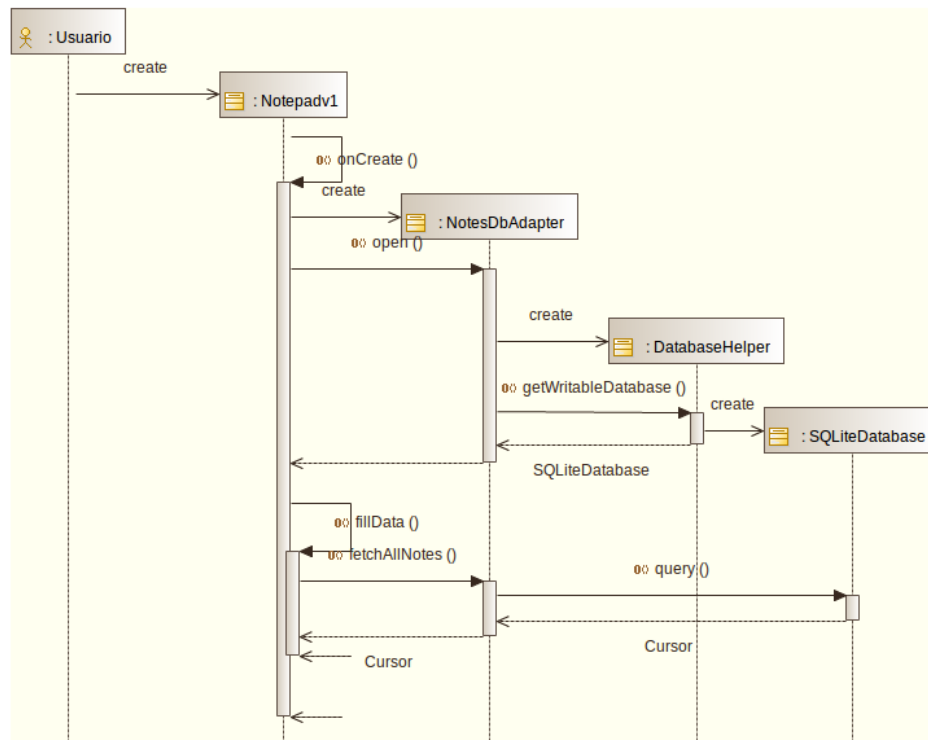 : Usuario
create
: Notepadv1
onCreate ()
create
: NotesDbAdapter
open ()
create
: DatabaseHelper
getWritableDatabase ()
create
: SQLiteDatabase
SQLiteDatabase
fillData ()
fetchAllNotes ()
query ()
Cursor
Cursor